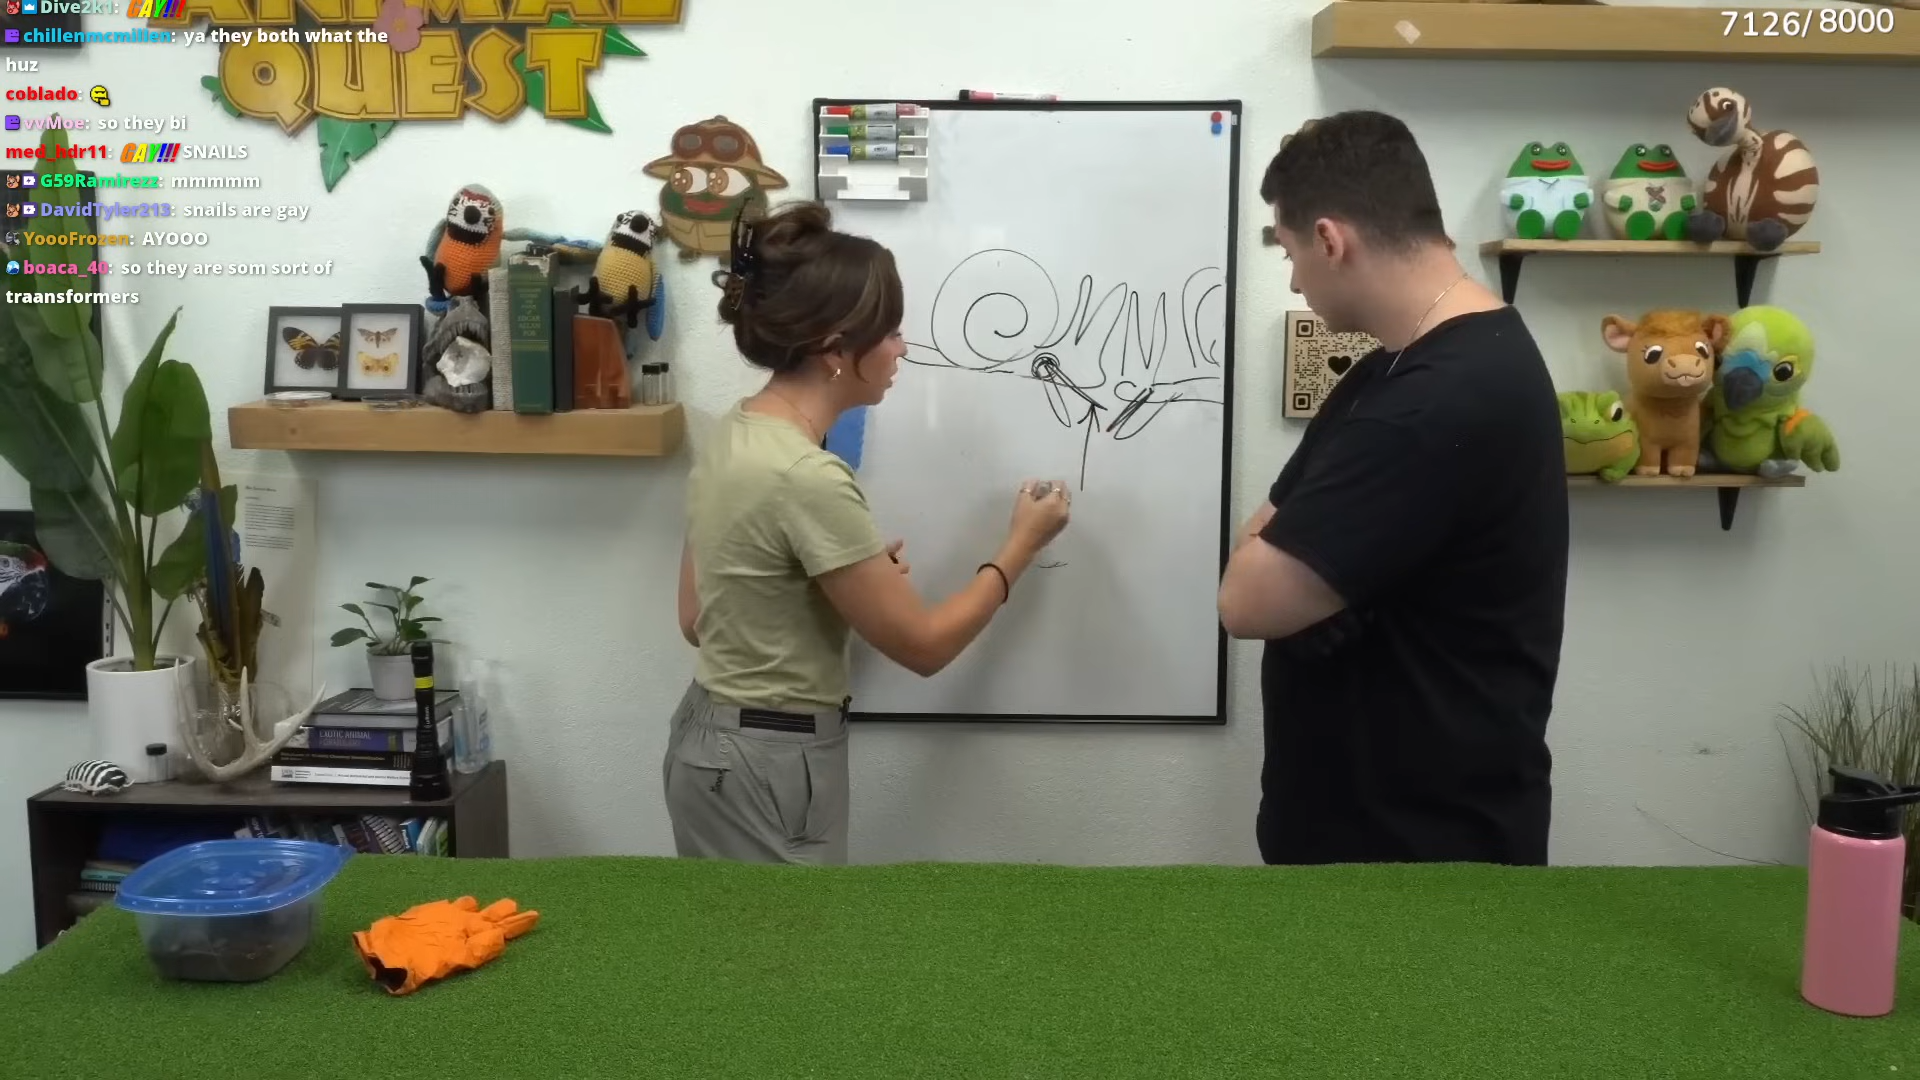 Dive2k1: GAY!!!
chillenmcmillen: ya they both what the
huz
coblado:
vvMoe: so they bi
med_hdr11: GAY!!! SNAILS
G59Ramirezz: mmmmm
DavidTyler213: snails are gay
YoooFrozen: AYOOO
boaca_40: so they are som sort of
traansformers
ANIMAL
QUEST
7126/8000
EXOTIC ANIMAL